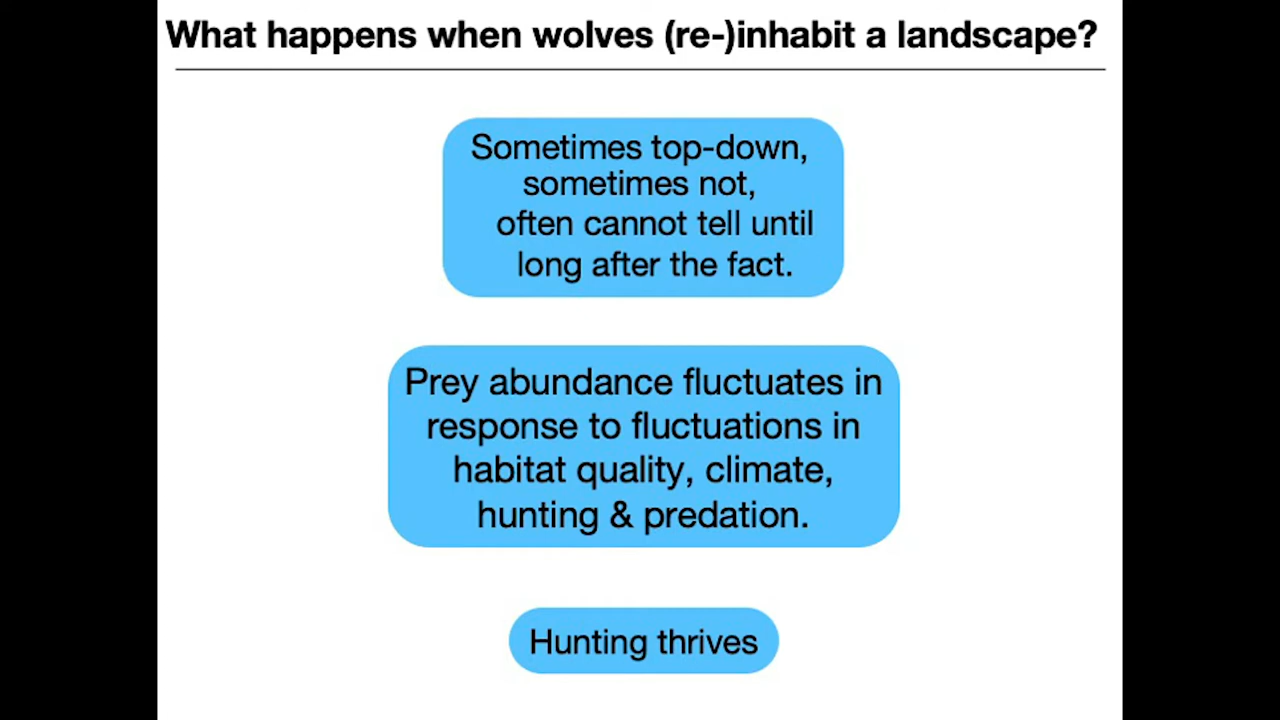 What happens when wolves (re-)inhabit a landscape?
Sometimes top-down,
sometimes not,
often cannot tell until
long after the fact.
Prey abundance fluctuates in
response to fluctuations in
habitat quality, climate,
hunting & predation.
Hunting thrives